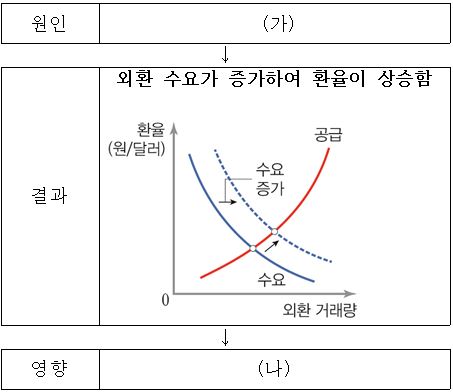 원인
(가)
결과
외환 수요가 증가하여 환율이 상승함
환율
(원/달러)
공급
수요
증가
수요
0
외환 거래량
영향
(나)